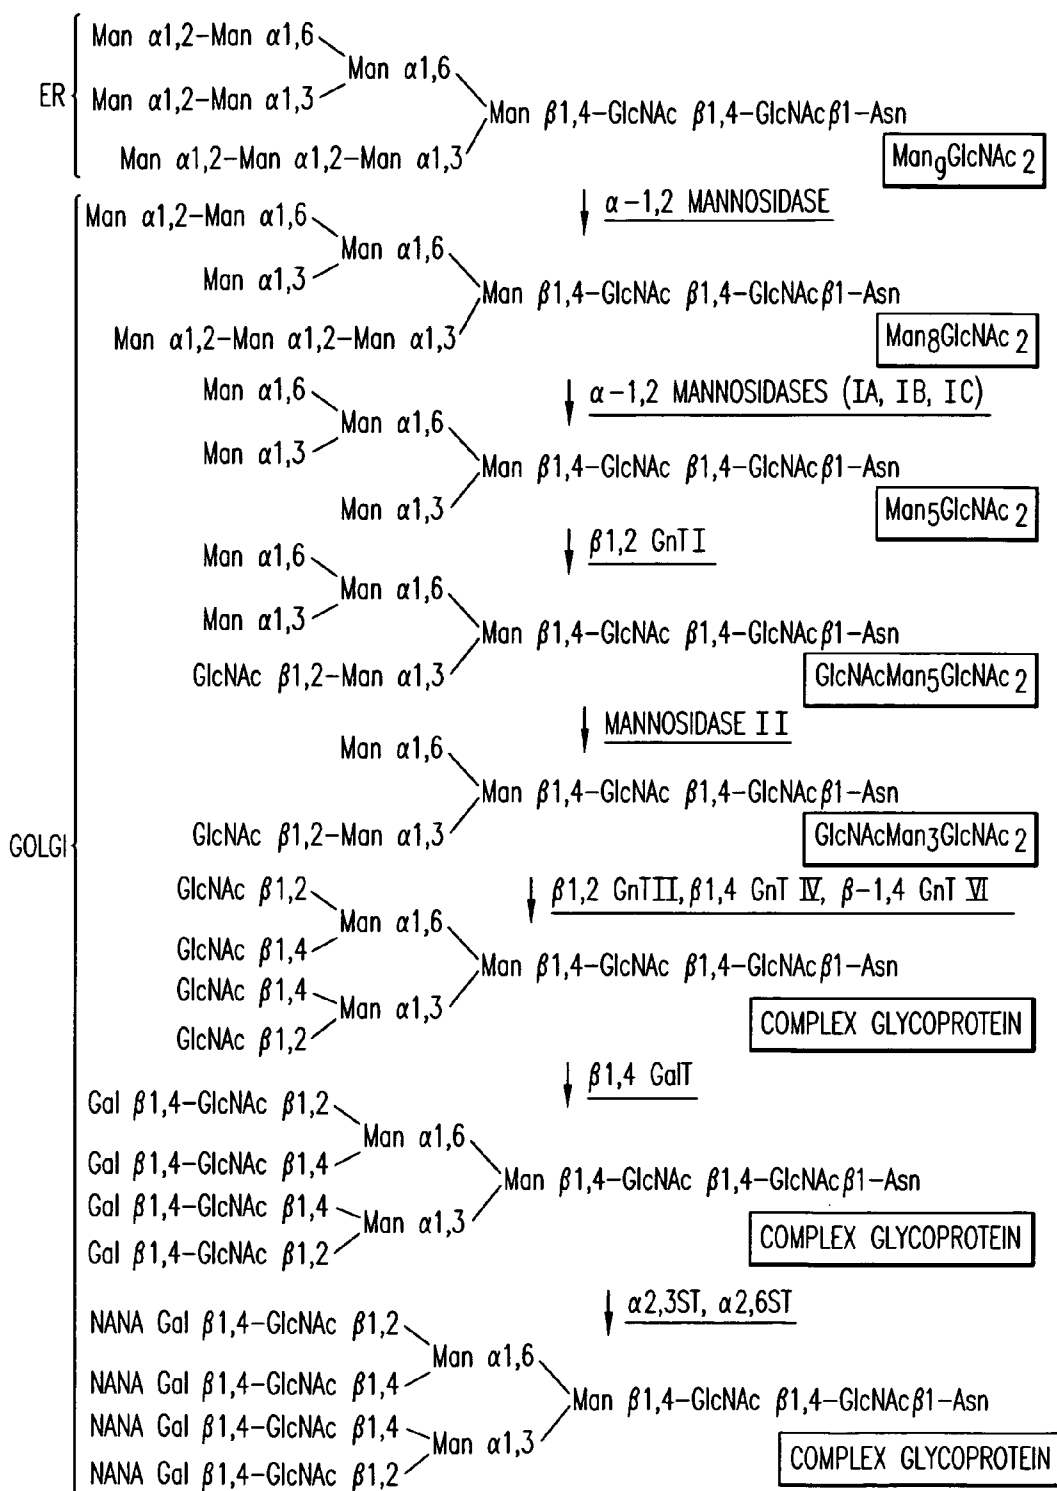 ER
Man α1,2-Man α1,6
Man α1,6
Man α1,2-Man α1,3
Man β1,4-GlcNAc β1,4-GlcNAcβ1-Asn
Man α1,2-Man α1,2-Man α1,3
Man9GlcNAc2
α-1,2 MANNOSIDASE
GOLGI
Man α1,2-Man α1,6
Man α1,6
Man α1,3
Man β1,4-GlcNAc β1,4-GlcNAcβ1-Asn
Man α1,2-Man α1,2-Man α1,3
Man8GlcNAc2
α-1,2 MANNOSIDASES (IA, IB, IC)
Man α1,6
Man α1,6
Man α1,3
Man β1,4-GlcNAc β1,4-GlcNAcβ1-Asn
Man α1,3
Man5GlcNAc2
β1,2 GnTI
Man α1,6
Man α1,6
Man α1,3
Man β1,4-GlcNAc β1,4-GlcNAcβ1-Asn
GlcNAc β1,2-Man α1,3
GlcNAcMan5GlcNAc2
MANNOSIDASE II
Man α1,6
Man β1,4-GlcNAc β1,4-GlcNAcβ1-Asn
GlcNAc β1,2-Man α1,3
GlcNAcMan3GlcNAc2
β1,2 GnTII, β1,4 GnT IV, β-1,4 GnT VI
GlcNAc β1,2
Man α1,6
GlcNAc β1,4
Man β1,4-GlcNAc β1,4-GlcNAcβ1-Asn
GlcNAc β1,4
Man α1,3
GlcNAc β1,2
COMPLEX GLYCOPROTEIN
β1,4 GalT
Gal β1,4-GlcNAc β1,2
Man α1,6
Gal β1,4-GlcNAc β1,4
Man β1,4-GlcNAc β1,4-GlcNAcβ1-Asn
Gal β1,4-GlcNAc β1,4
Man α1,3
Gal β1,4-GlcNAc β1,2
COMPLEX GLYCOPROTEIN
α2,3ST, α2,6ST
NANA Gal β1,4-GlcNAc β1,2
Man α1,6
NANA Gal β1,4-GlcNAc β1,4
Man β1,4-GlcNAc β1,4-GlcNAcβ1-Asn
NANA Gal β1,4-GlcNAc β1,4
Man α1,3
NANA Gal β1,4-GlcNAc β1,2
COMPLEX GLYCOPROTEIN